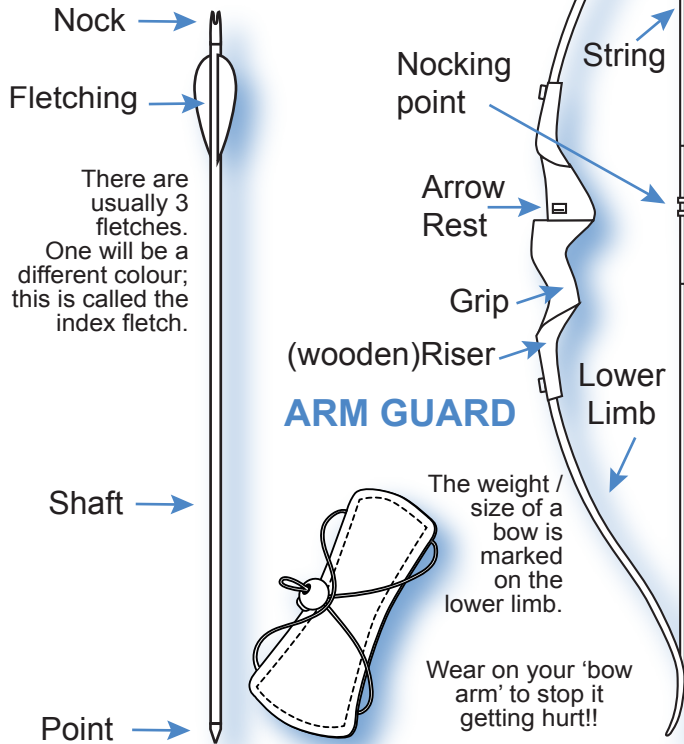 Nock
Fletching
There are
usually 3
fletches.
One will be a
different colour;
this is called the
index fletch.
Shaft
Point
String
Nocking
point
Arrow
Rest
Grip
(wooden)Riser
Lower
Limb
ARM GUARD
The weight /
size of a
bow is
marked
on the
lower limb.
Wear on your ‘bow
arm’ to stop it
getting hurt!!